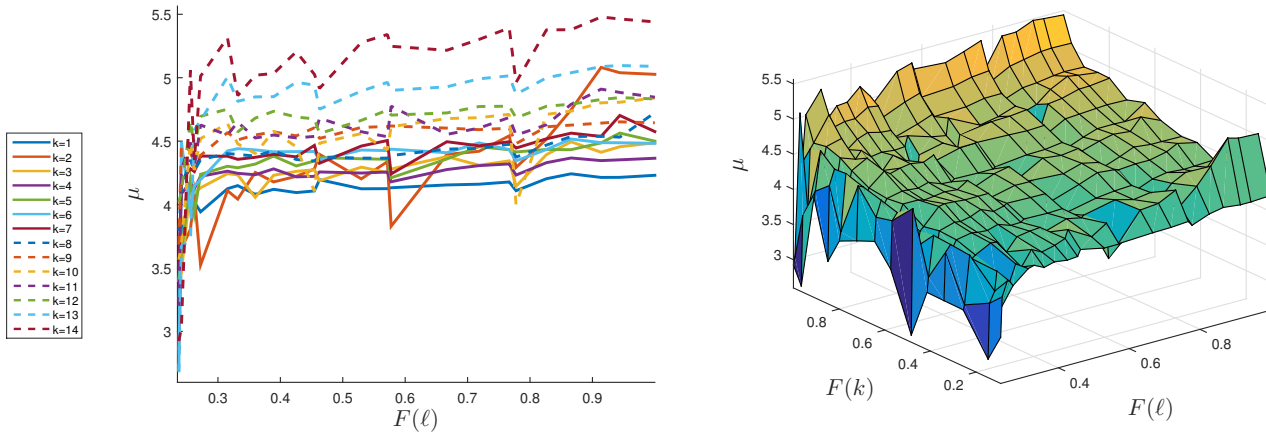 k=1
k=2
k=3
k=4
k=5
k=6
k=7
k=8
k=9
k=10
k=11
k=12
k=13
k=14
5.5
5
4.5
4
3.5
3
μ
0.3 0.4 0.5 0.6 0.7 0.8 0.9
F(ℓ)
5.5
5
4.5
4
3.5
3
μ
0.8
0.6
0.4
0.2
F(k)
0.4
0.6
0.8
F(ℓ)